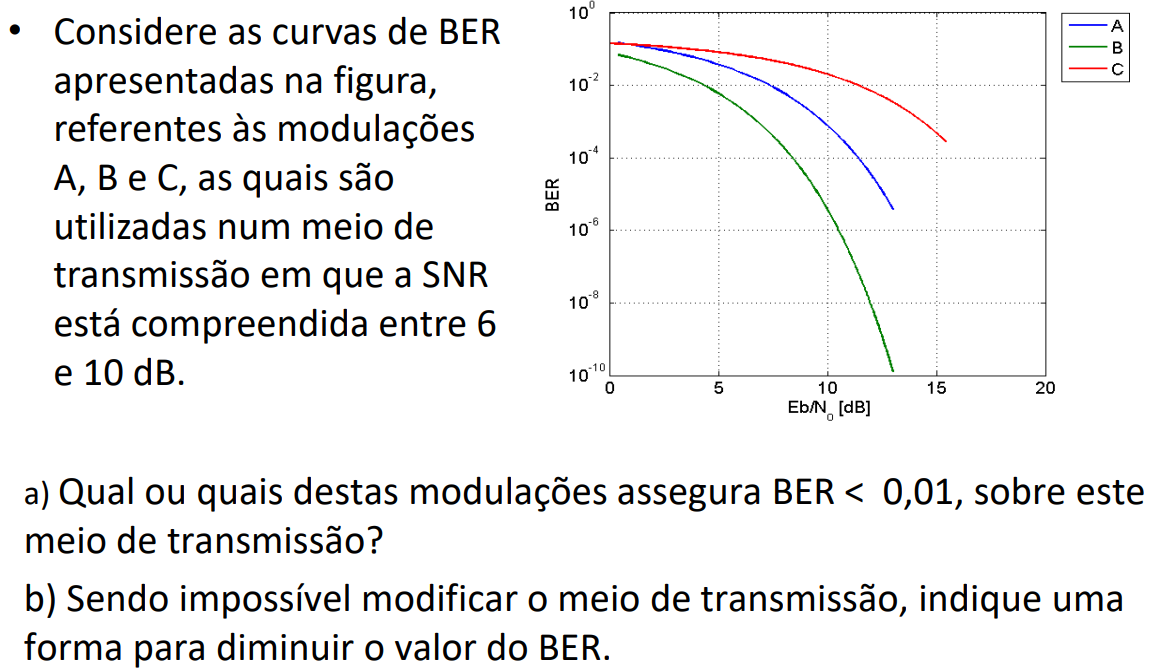 • Considere as curvas de BER
apresentadas na figura,
referentes às modulações
A, B e C, as quais são
utilizadas num meio de
transmissão em que a SNR
está compreendida entre 6
e 10 dB.
10^0
10^-2
10^-4
10^-6
10^-8
10^-10
BER
0 5 10 15 20
Eb/N_0 [dB]
A
B
C
a) Qual ou quais destas modulações assegura BER < 0,01, sobre este
meio de transmissão?
b) Sendo impossível modificar o meio de transmissão, indique uma
forma para diminuir o valor do BER.